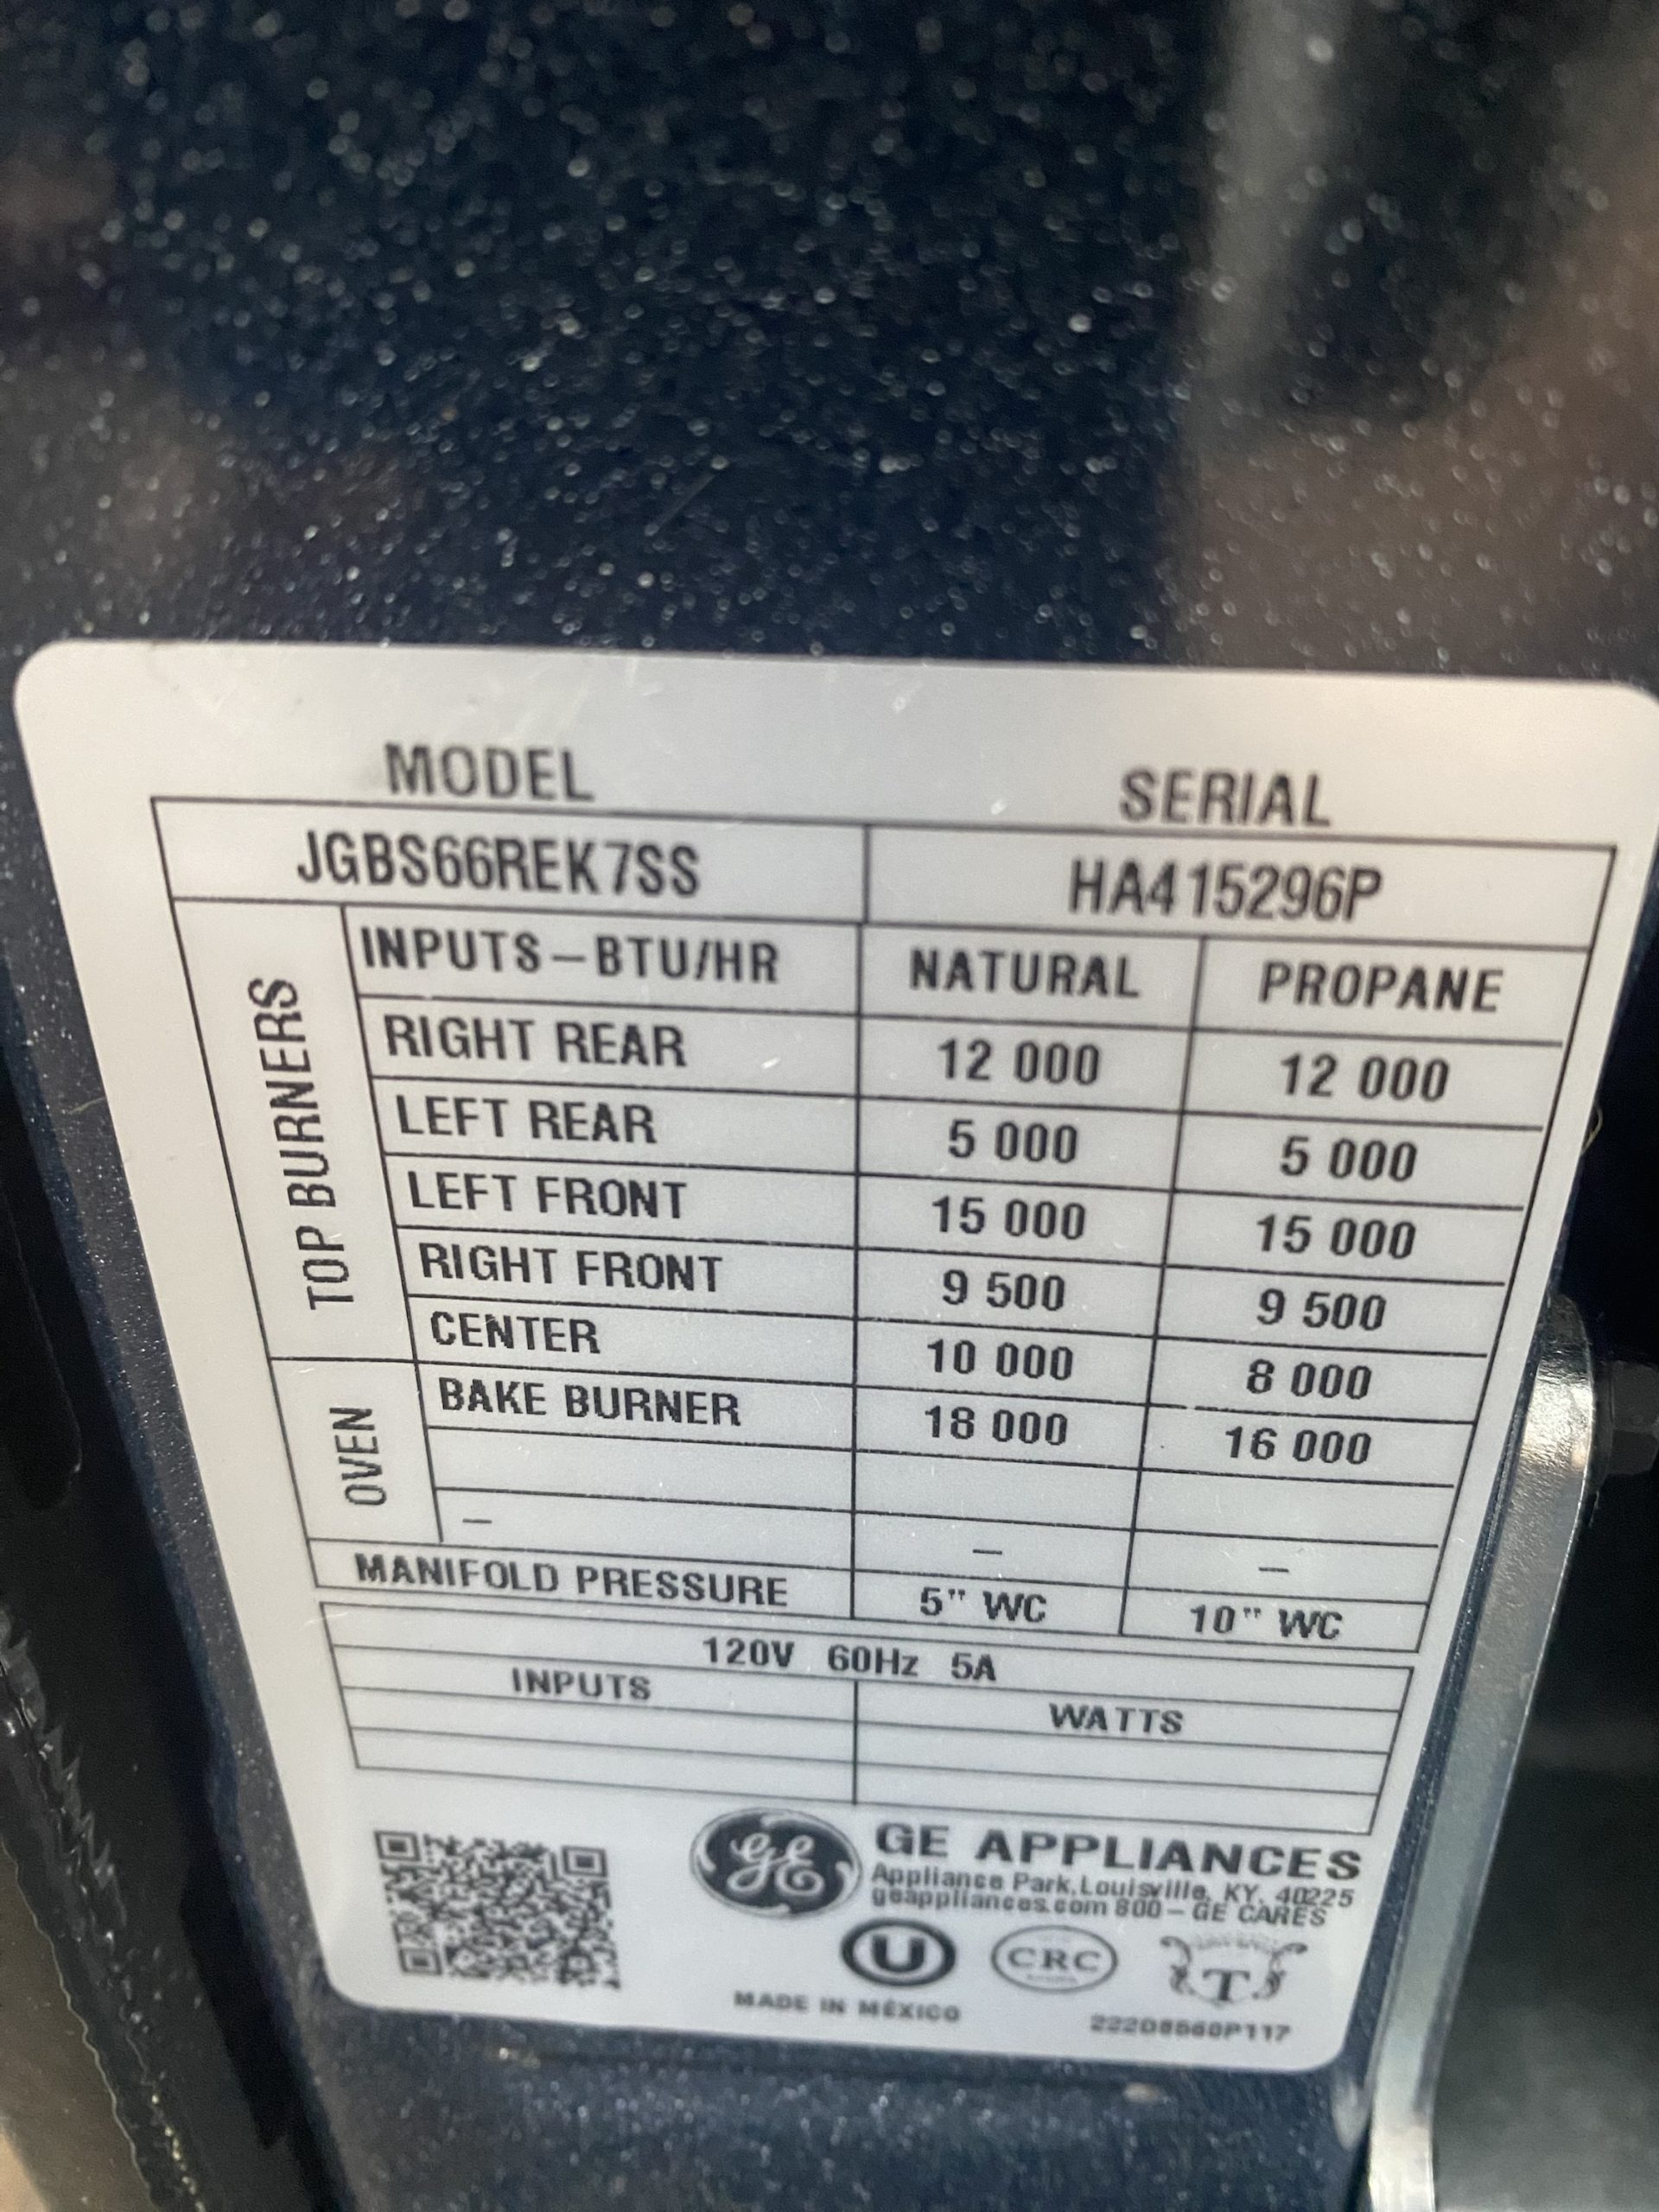 MODEL SERIAL
JGBS66REK7SS HA415296P
TOP BURNERS
INPUTS–BTU/HR NATURAL PROPANE
RIGHT REAR 12 000 12 000
LEFT REAR 5 000 5 000
LEFT FRONT 15 000 15 000
RIGHT FRONT 9 500 9 500
CENTER 10 000 8 000
OVEN
BAKE BURNER 18 000 16 000
– – –
MANIFOLD PRESSURE 5" WC 10" WC
120V 60Hz 5A
INPUTS WATTS
ge
GE APPLIANCES
Appliance Park, Louisville, KY. 40225
geappliances.com 800–GE CARES
U CRC T
MADE IN MÉXICO